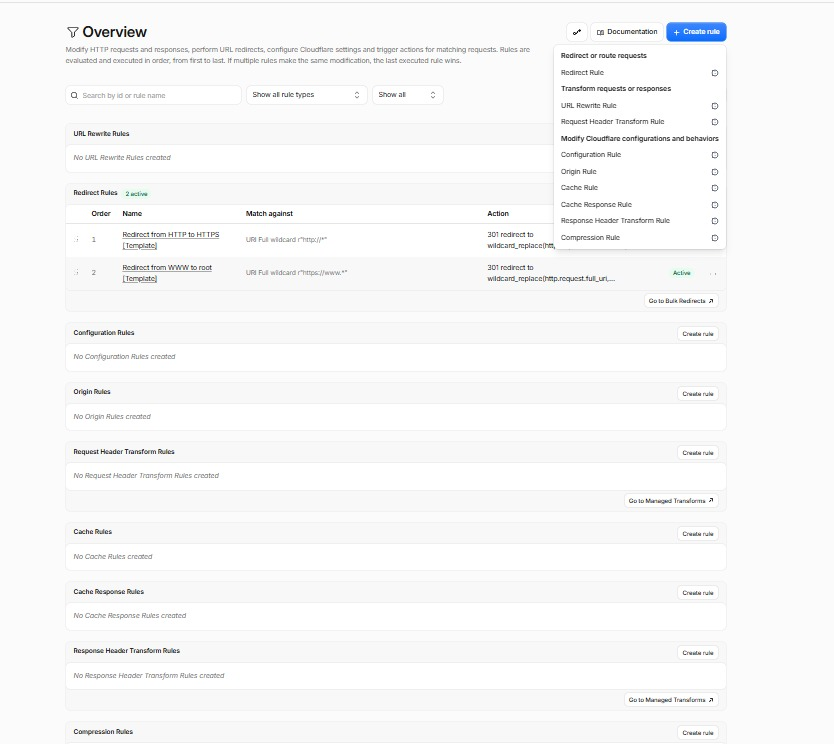 Overview
Documentation
+ Create rule
Modify HTTP requests and responses, perform URL redirects, configure Cloudflare settings and trigger actions for matching requests. Rules are
evaluated and executed in order, from first to last. If multiple rules make the same modification, the last executed rule wins.
Redirect or route requests
Redirect Rule
Transform requests or responses
URL Rewrite Rule
Request Header Transform Rule
Modify Cloudflare configurations and behaviors
Configuration Rule
Origin Rule
Cache Rule
Cache Response Rule
Response Header Transform Rule
Compression Rule
Search by id or rule name
Show all rule types
Show all
URL Rewrite Rules
No URL Rewrite Rules created
Redirect Rules 2 active
Order Name Match against Action
1 Redirect from HTTP to HTTPS [Template] URI Full wildcard r"http://*" 301 redirect to wildcard_replace(htt
2 Redirect from WWW to root [Template] URI Full wildcard r"https://www.*" 301 redirect to wildcard_replace(http.request.full_uri,... Active
Go to Bulk Redirects
Configuration Rules Create rule
No Configuration Rules created
Origin Rules Create rule
No Origin Rules created
Request Header Transform Rules Create rule
No Request Header Transform Rules created
Go to Managed Transforms
Cache Rules Create rule
No Cache Rules created
Cache Response Rules Create rule
No Cache Response Rules created
Response Header Transform Rules Create rule
No Response Header Transform Rules created
Go to Managed Transforms
Compression Rules Create rule